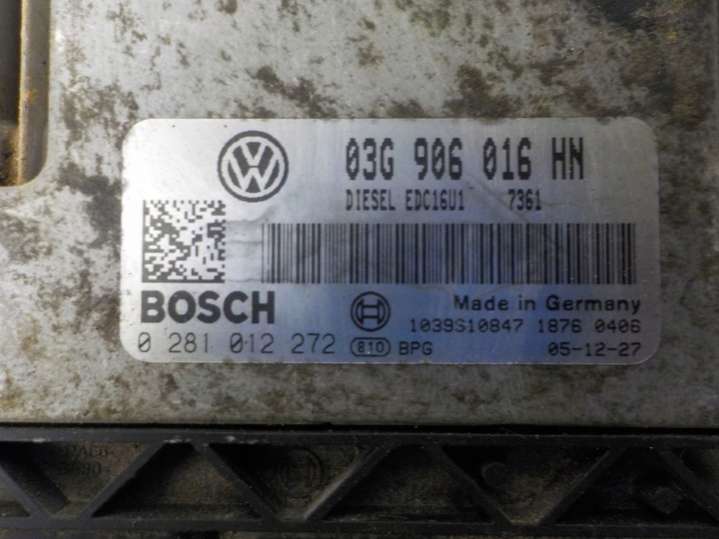 03G 906 016 HN
DIESEL EDC16U1 7361
BOSCH
Made in Germany
1039S10847 1876 0406
0 281 012 272 810 BPG 05-12-27